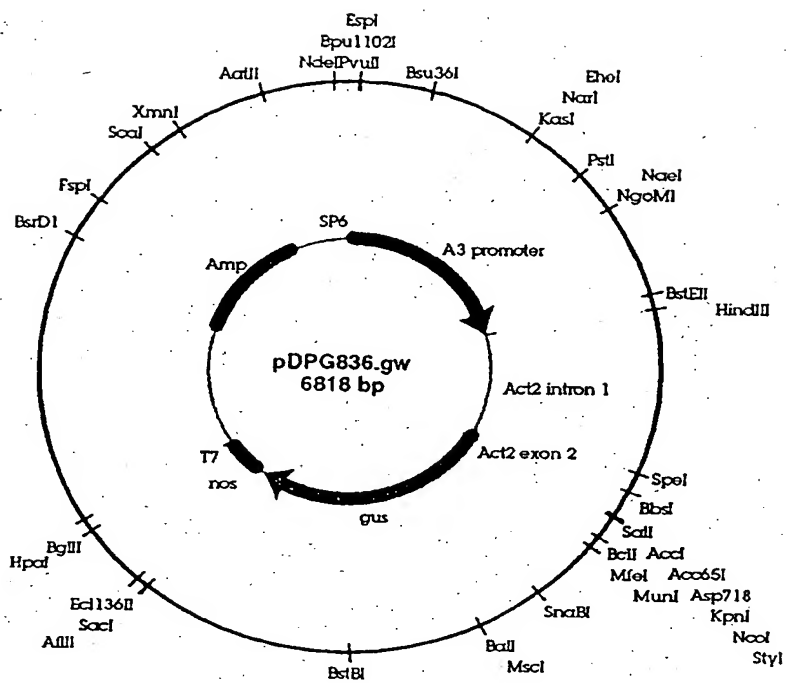 EspI
Bpu1102I
NdeI PvuII
Bsu36I
EheI
NarI
KasI
PstI
NaeI
NgoMI
BstEII
HindIII
SpeI
BbsI
SalI
BclI AccI
MfeI Acc65I
MunI Asp718
KpnI
NcoI
StyI
SnaBI
BalI
MscI
BstBI
Ecl136II
SacI
AflII
BglII
HpaI
BsrD1
FspI
ScaI
XmnI
AatII
SP6
A3 promoter
Act2 intron 1
Act2 exon 2
gus
nos
T7
Amp
pDPG836.gw
6818 bp